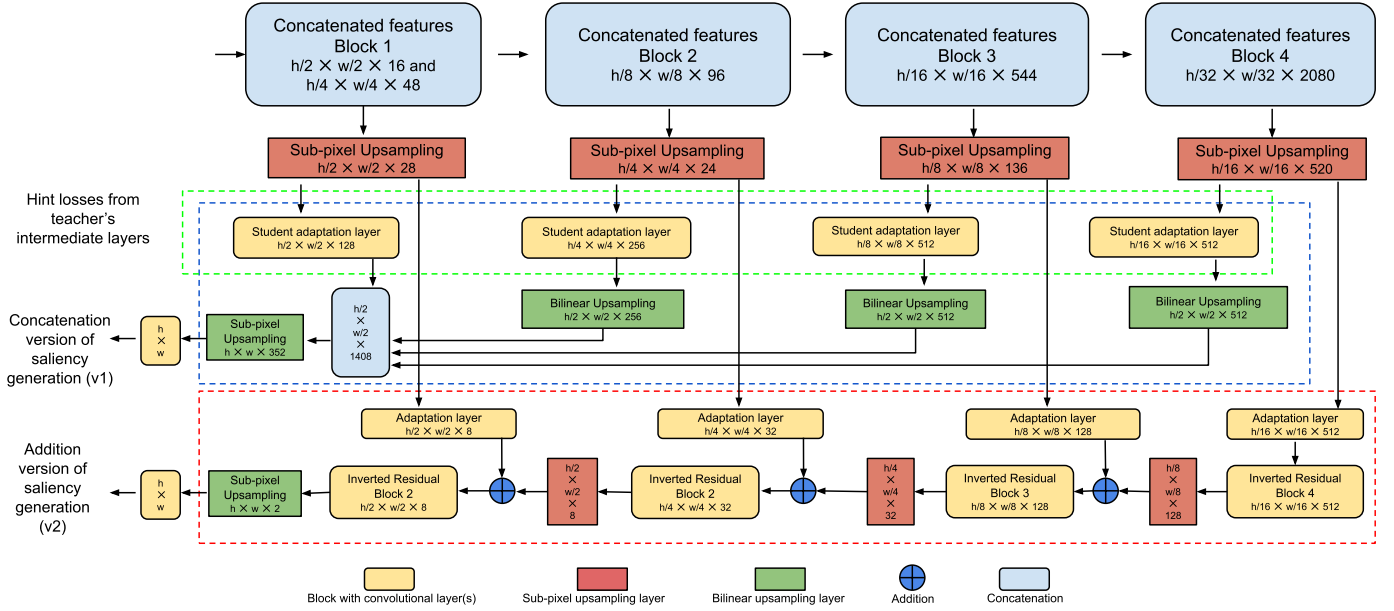 Concatenated features
Block 1
h/2 × w/2 × 16 and
h/4 × w/4 × 48
Concatenated features
Block 2
h/8 × w/8 × 96
Concatenated features
Block 3
h/16 × w/16 × 544
Concatenated features
Block 4
h/32 × w/32 × 2080
Sub-pixel Upsampling
h/2 × w/2 × 28
Sub-pixel Upsampling
h/4 × w/4 × 24
Sub-pixel Upsampling
h/8 × w/8 × 136
Sub-pixel Upsampling
h/16 × w/16 × 520
Hint losses from
teacher's
intermediate layers
Student adaptation layer
h/2 × w/2 × 128
Student adaptation layer
h/4 × w/4 × 256
Student adaptation layer
h/8 × w/8 × 512
Student adaptation layer
h/16 × w/16 × 512
Concatenation
version of
saliency
generation (v1)
h
×
w
Sub-pixel
Upsampling
h × w × 352
h/2
×
w/2
×
1408
Bilinear Upsampling
h/2 × w/2 × 256
Bilinear Upsampling
h/2 × w/2 × 512
Bilinear Upsampling
h/2 × w/2 × 512
Adaptation layer
h/2 × w/2 × 8
Adaptation layer
h/4 × w/4 × 32
Adaptation layer
h/8 × w/8 × 128
Adaptation layer
h/16 × w/16 × 512
Addition
version of
saliency
generation
(v2)
h
×
w
Sub-pixel
Upsampling
h × w × 2
Inverted Residual
Block 2
h/2 × w/2 × 8
h/2
×
w/2
×
8
Inverted Residual
Block 2
h/4 × w/4 × 32
h/4
×
w/4
×
32
Inverted Residual
Block 3
h/8 × w/8 × 128
h/8
×
w/8
×
128
Inverted Residual
Block 4
h/16 × w/16 × 512
Block with convolutional layer(s)
Sub-pixel upsampling layer
Bilinear upsampling layer
Addition
Concatenation